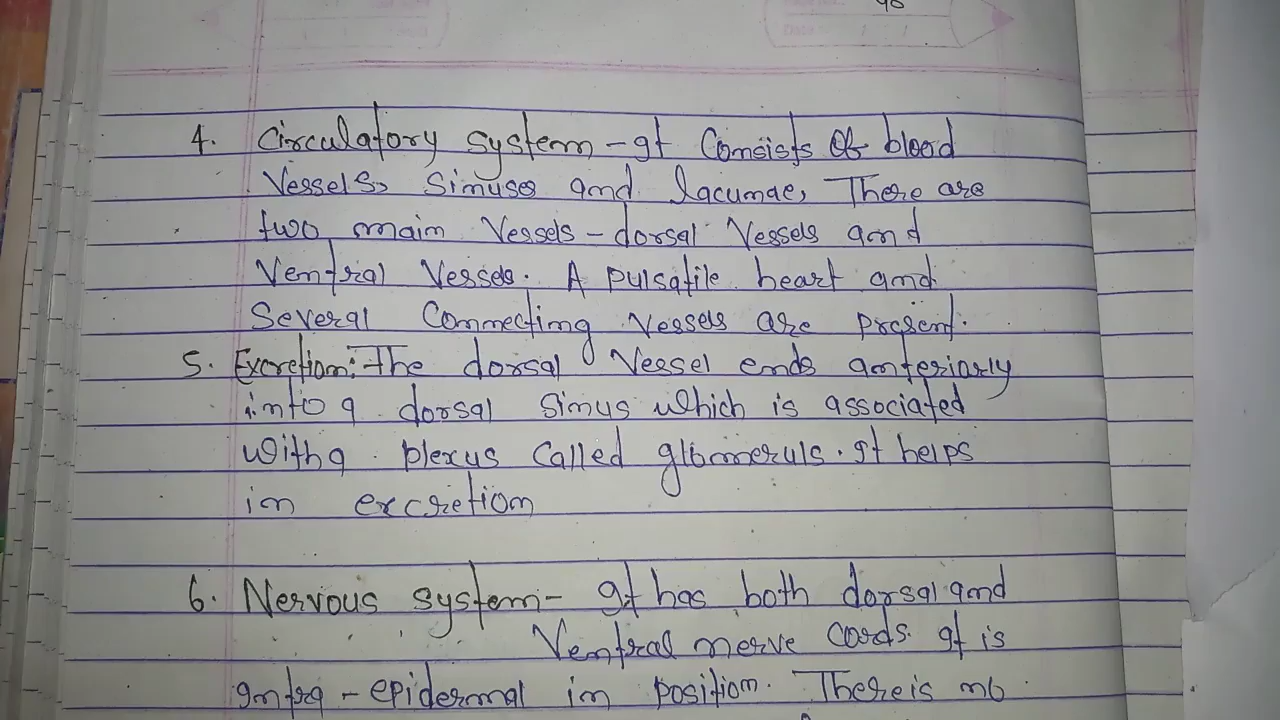 4. Circulatory system - It Consists Of blood
Vessels, Sinuses and lacunae, There are
two main Vessels - dorsal Vessels and
Ventral Vesses. A pulsatile heart and
Several Connecting Vessels are Present.
5. Excretion:- The dorsal Vessel ends anteriarly
into a dorsal Sinus which is associated
with a plexus Called glomeruls. It helps
in excretion
6. Nervous system - It has both dorsal and
Ventral nerve Cords. It is
Intra - epidermal in position. There is no